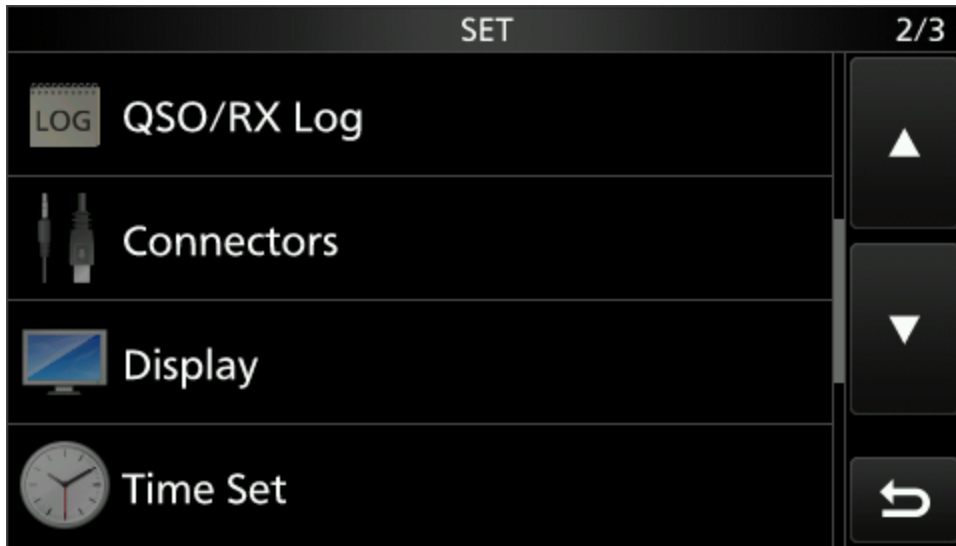 SET
2/3
LOG
QSO/RX Log
Connectors
Display
Time Set